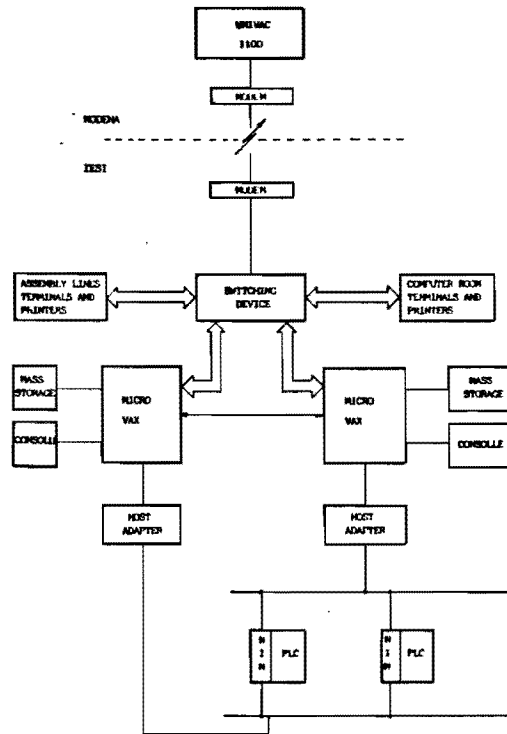 UNIVAC
1100
MODEM
MODENA
IESI
MODEM
ASSEMBLY LINES
TERMINALS AND
PRINTERS
SWITCHING
DEVICE
COMPUTER ROOM
TERMINALS AND
PRINTERS
MASS
STORAGE
CONSOLLE
MICRO
VAX
MICRO
VAX
MASS
STORAGE
CONSOLLE
HOST
ADAPTER
HOST
ADAPTER
N
I
M
PLC
N
I
M
PLC